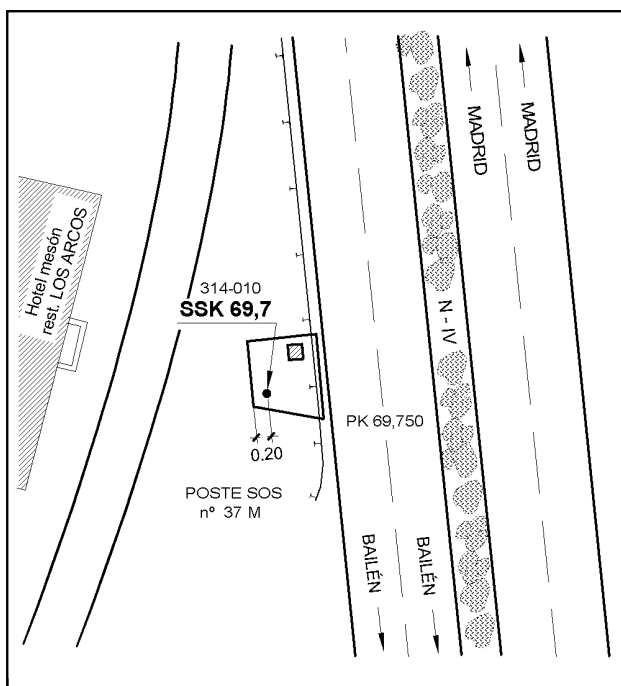 MADRID
MADRID
Hotel mesón
rest. LOS ARCOS
314-010
SSK 69,7
N - IV
PK 69,750
0.20
POSTE SOS
nº 37 M
BAILÉN
BAILÉN